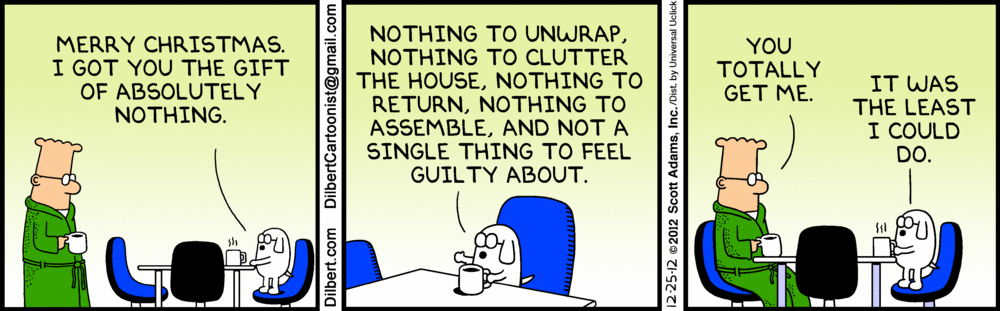 MERRY CHRISTMAS.
I GOT YOU THE GIFT
OF ABSOLUTELY
NOTHING.
Dilbert.com DilbertCartoonist@gmail.com
NOTHING TO UNWRAP,
NOTHING TO CLUTTER
THE HOUSE, NOTHING TO
RETURN, NOTHING TO
ASSEMBLE, AND NOT A
SINGLE THING TO FEEL
GUILTY ABOUT.
12-25-12 ©2012 Scott Adams, Inc. /Dist. by Universal Uclick
YOU
TOTALLY
GET ME.
IT WAS
THE LEAST
I COULD
DO.